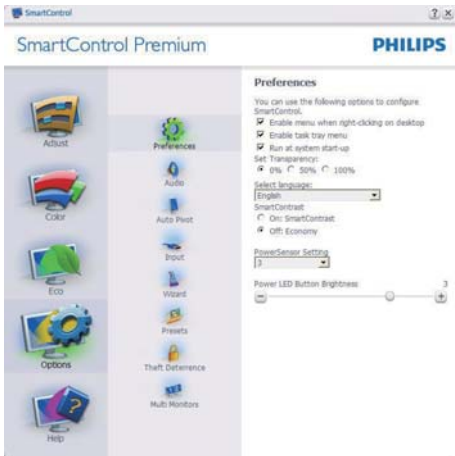 SmartControl
SmartControl Premium
PHILIPS
Adjust
Color
Eco
Options
Help
Preferences
Audio
Auto Pivot
Input
Wizard
Presets
Theft Deterrence
Multi Monitors
Preferences
You can use the following options to configure
SmartControl.
Enable menu when right-clicking on desktop
Enable task tray menu
Run at system start-up
Set Transparency:
0% 50% 100%
Select language:
English
SmartContrast
On: SmartContrast
Off: Economy
PowerSensor Setting
3
Power LED Button Brightness 3